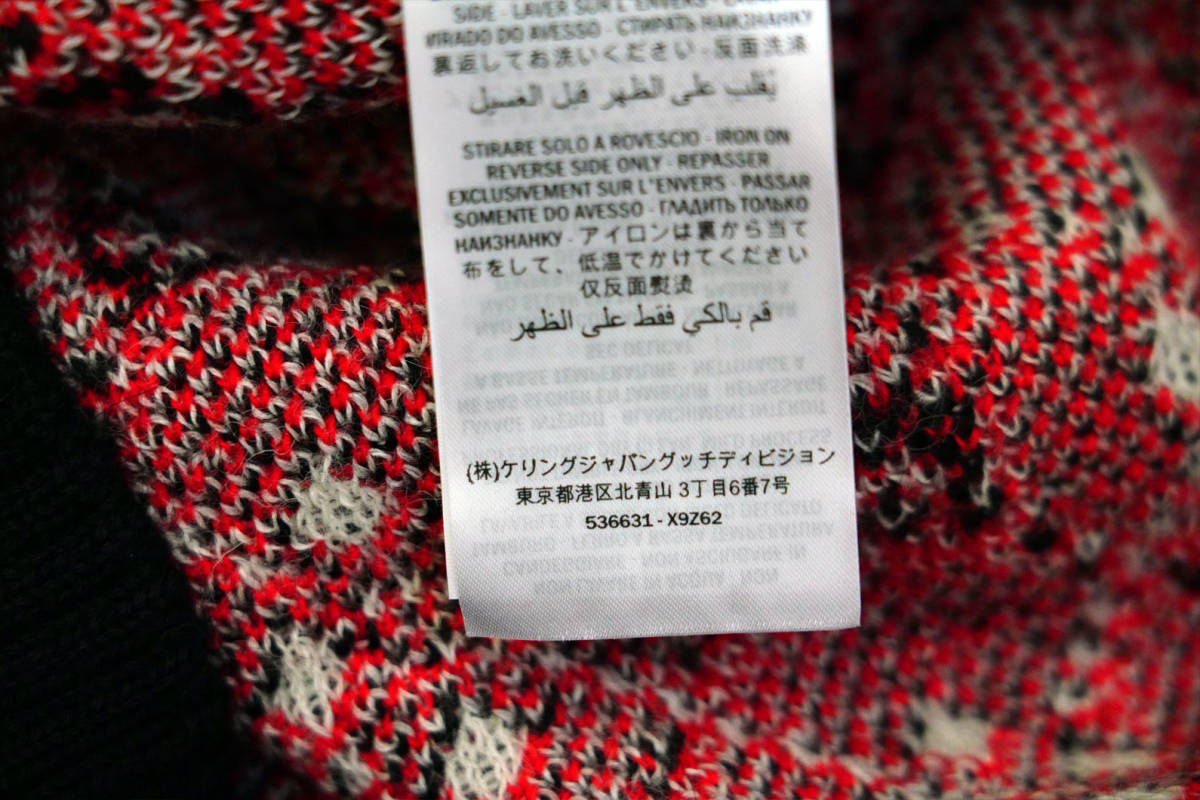 SIDE - LAVER SUR L'ENVERS -
VIRADO DO AVESSO - СТИРАТЬ НАИЗНАНКУ
裏返してお洗いください - 反面洗涤
يُقلب على الظهر قبل الغسيل
STIRARE SOLO A ROVESCIO - IRON ON
REVERSE SIDE ONLY - REPASSER
EXCLUSIVEMENT SUR L'ENVERS - PASSAR
SOMENTE DO AVESSO - ГЛАДИТЬ ТОЛЬКО
НАИЗНАНКУ - アイロンは裏から当て
布をして、低温でかけてください
仅反面熨烫
قم بالكي فقط على الظهر
(株)ケリングジャパングッチディビジョン
東京都港区北青山 3丁目6番7号
536631 - X9Z62